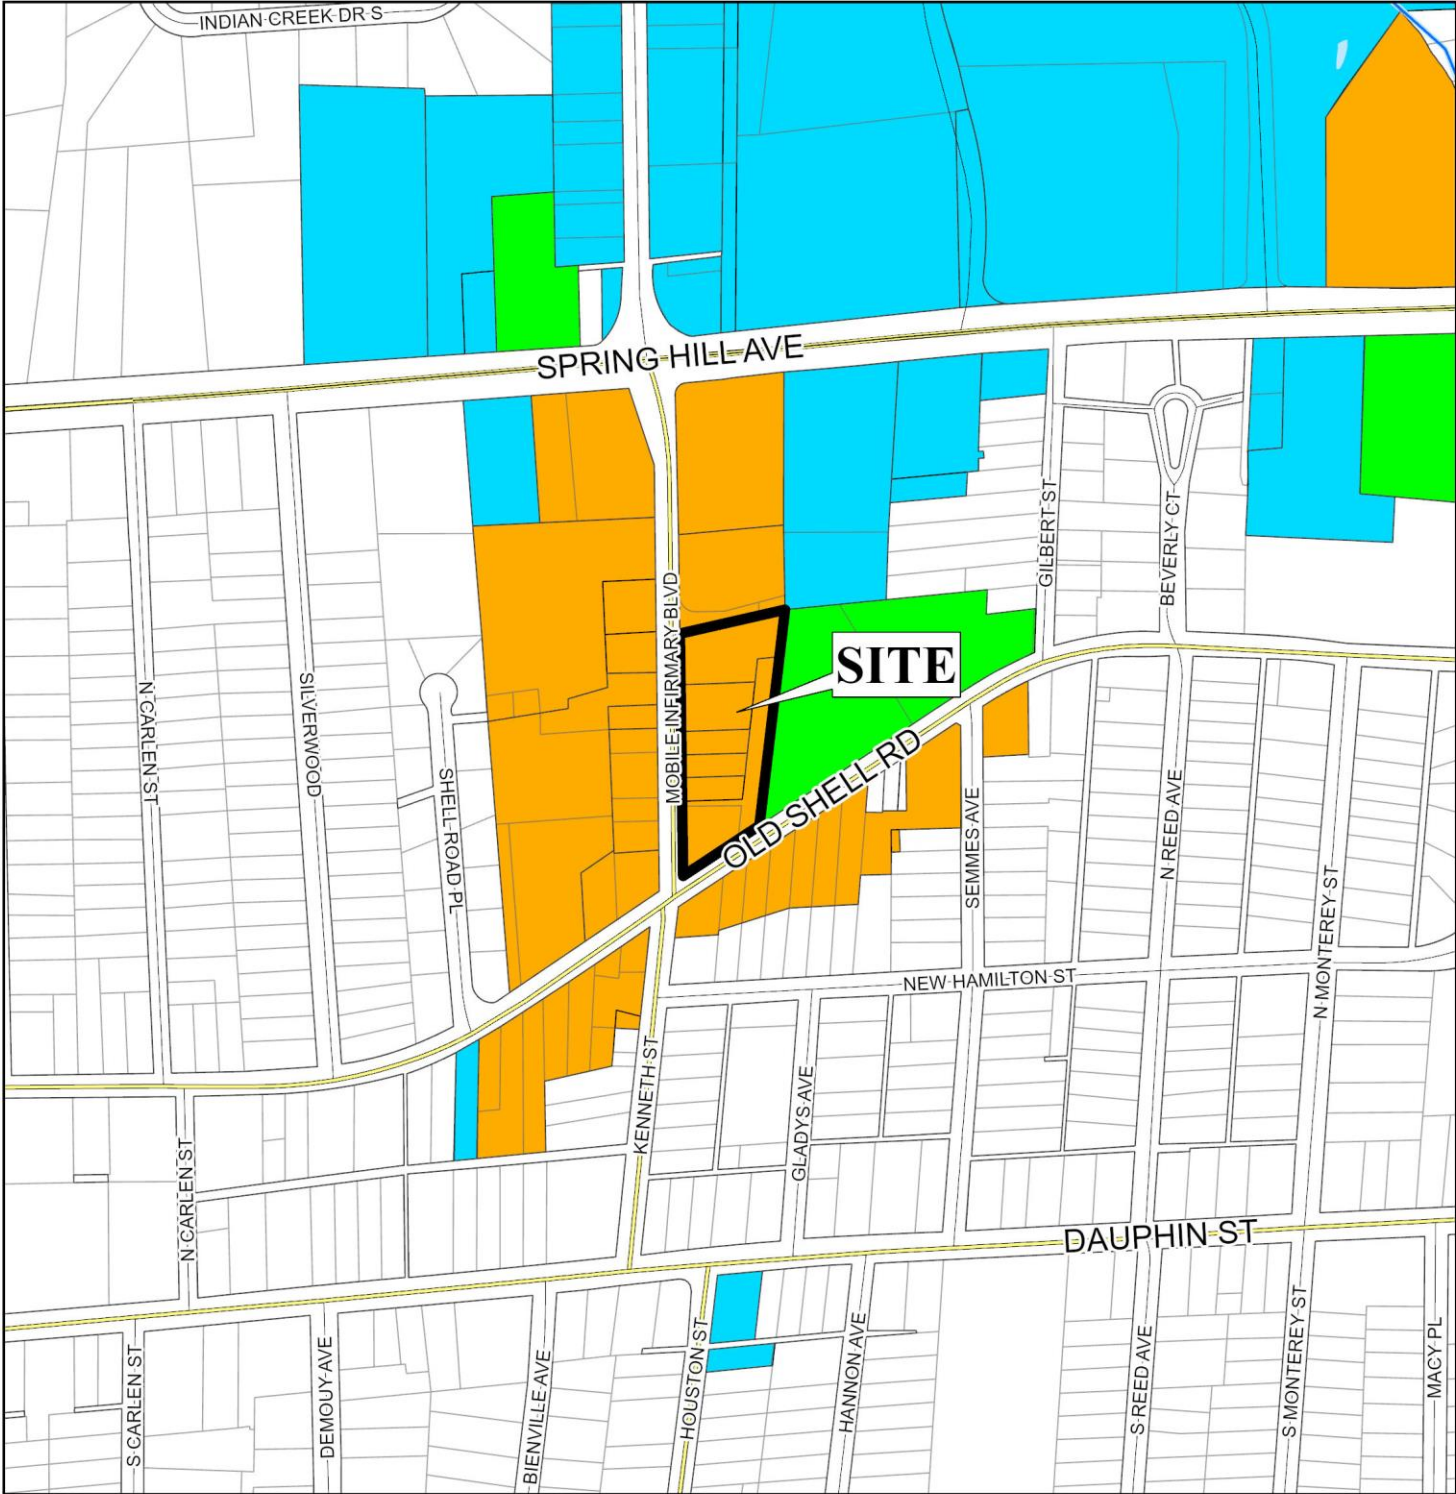 INDIAN CREEK DR S
SPRING HILL AVE
GILBERT ST
BEVERLY CT
MOBILE INFIRMARY BLVD
SITE
N CARLEN ST
SILVERWOOD
SHELL ROAD PL
OLD SHELL RD
SEMMES AVE
N REED AVE
N MONTEREY ST
NEW HAMILTON ST
KENNETH ST
GLADYS AVE
N CARLEN ST
DAUPHIN ST
S CARLEN ST
DEMOUY AVE
BIENVILLE AVE
HOUSTON ST
HANNON AVE
S REED AVE
S MONTEREY ST
MACY PL